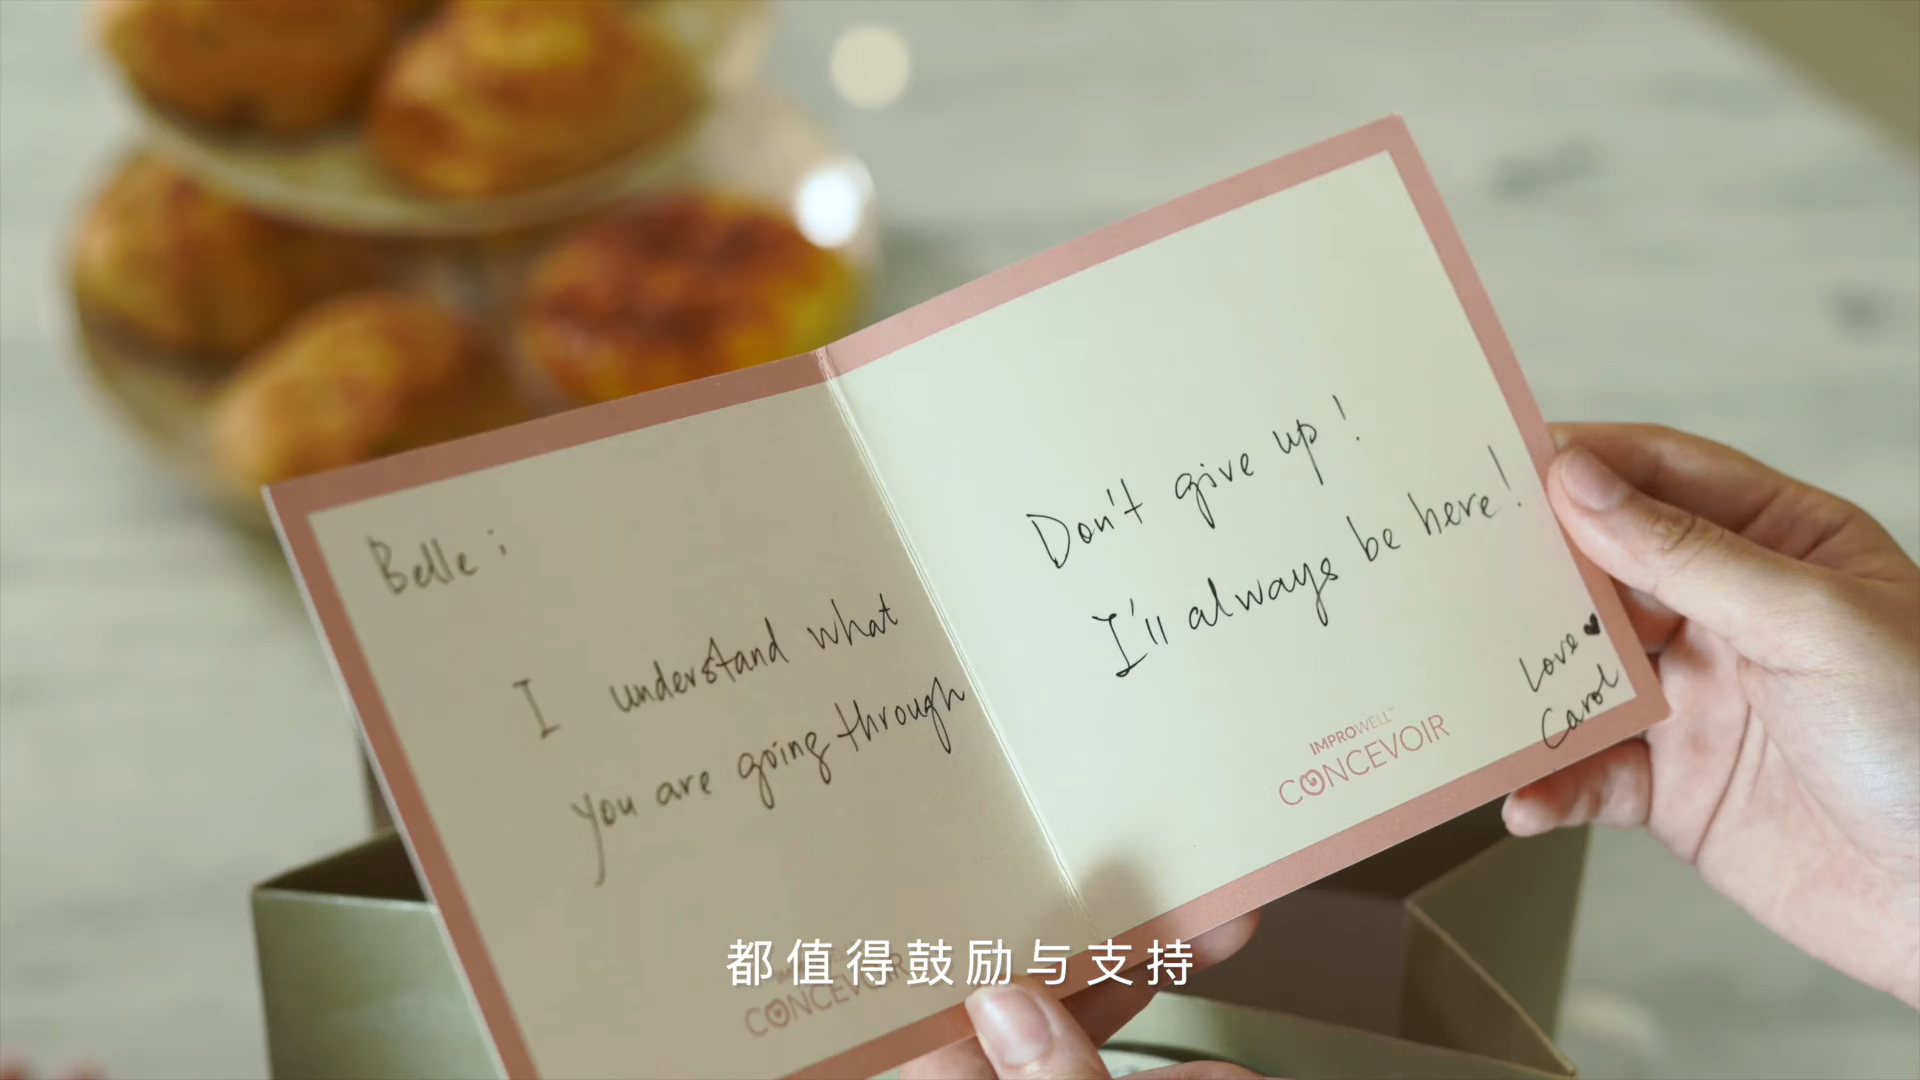 Belle :
I understand what
you are going through
Don't give up!
I'll always be here!
Love ♥
Carol
IMPROWELL™
CONCEVOIR
CONCEVOIR
都值得鼓励与支持